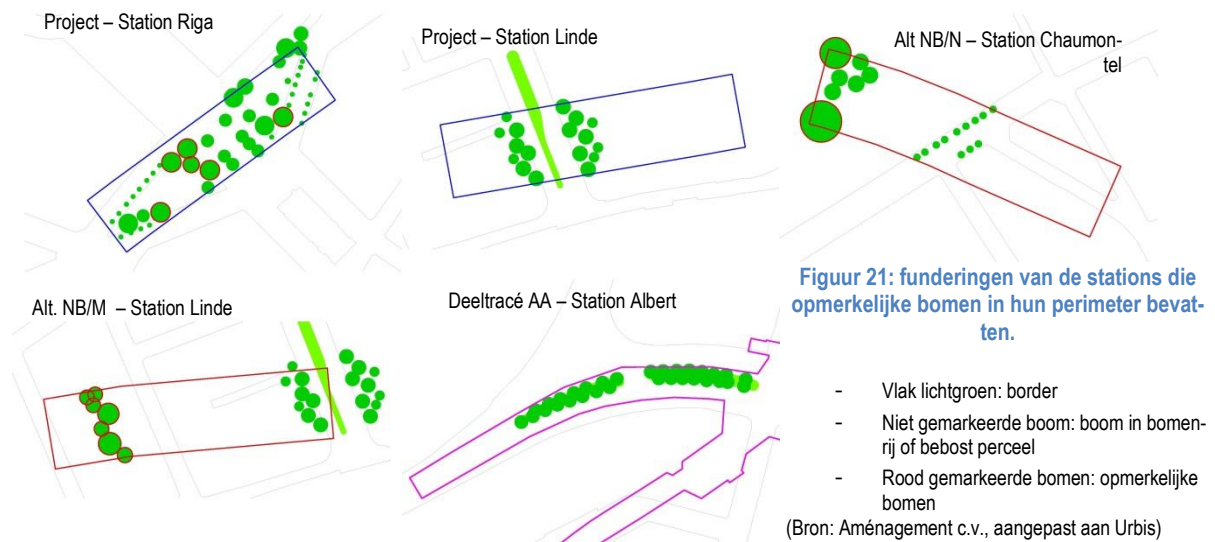 Project – Station Riga
Project – Station Linde
Alt NB/N – Station Chaumon-
tel
Alt. NB/M – Station Linde
Deeltracé AA – Station Albert
Figuur 21: funderingen van de stations die
opmerkelijke bomen in hun perimeter bevat-
ten.
- Vlak lichtgroen: border
- Niet gemarkeerde boom: boom in bomen-
rij of bebost perceel
- Rood gemarkeerde bomen: opmerkelijke
bomen
(Bron: Aménagement c.v., aangepast aan Urbis)